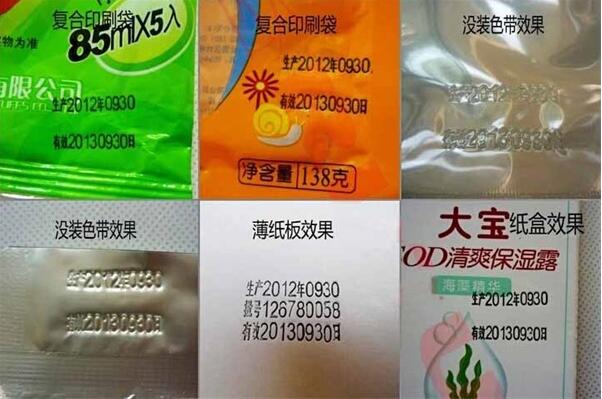 复合印刷袋
85mlX5入
物为准
有限公司
生产2012年0930
有效20130930日
复合印刷袋
生产2012年0930
有效20130930日
净含量 138克
没装色带效果
生产2012年0930
有效20130930日
没装色带效果
生产2012年0930
有效20130930日
薄纸板效果
生产2012年0930
批号126780058
有效20130930日
大宝 纸盒效果
OD清爽保湿露
海藻精华
生产2012年0930
有效20130930日